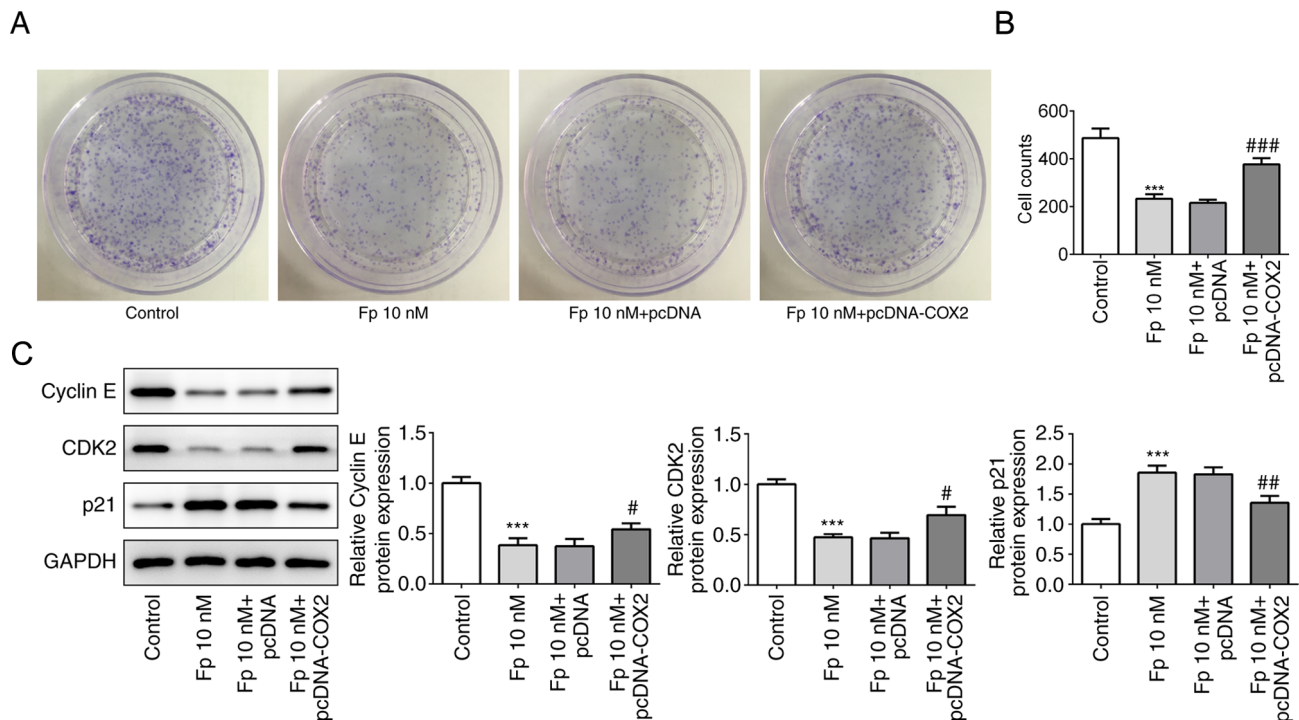 A
B
Control
Fp 10 nM
Fp 10 nM+pcDNA
Fp 10 nM+pcDNA-COX2
Cell counts
600
400
200
0
***
###
Control
Fp 10 nM
Fp 10 nM+
pcDNA
Fp 10 nM+
pcDNA-COX2
C
Cyclin E
CDK2
p21
GAPDH
Control
Fp 10 nM
Fp 10 nM+
pcDNA
Fp 10 nM+
pcDNA-COX2
Relative Cyclin E
protein expression
1.5
1.0
0.5
0.0
***
#
Control
Fp 10 nM
Fp 10 nM+
pcDNA
Fp 10 nM+
pcDNA-COX2
Relative CDK2
protein expression
1.5
1.0
0.5
0.0
***
#
Control
Fp 10 nM
Fp 10 nM+
pcDNA
Fp 10 nM+
pcDNA-COX2
Relative p21
protein expression
2.5
2.0
1.5
1.0
0.5
0.0
***
##
Control
Fp 10 nM
Fp 10 nM+
pcDNA
Fp 10 nM+
pcDNA-COX2